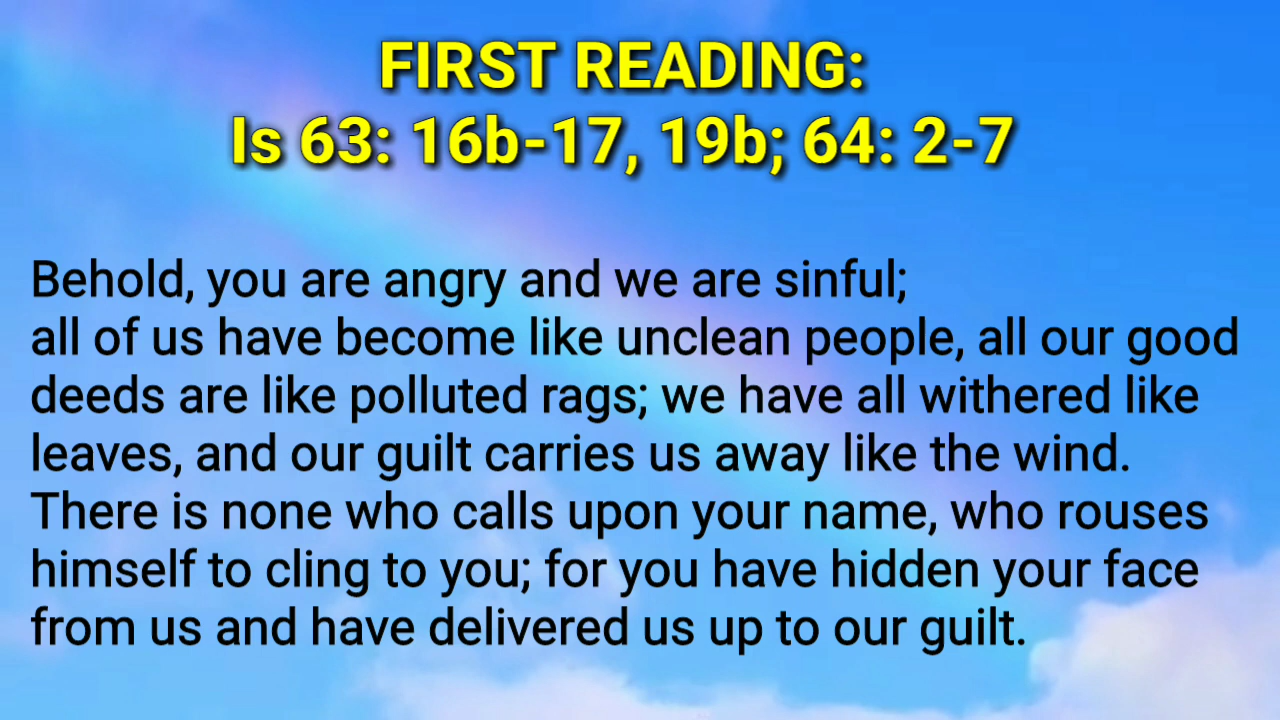 FIRST READING:
Is 63: 16b-17, 19b; 64: 2-7
Behold, you are angry and we are sinful;
all of us have become like unclean people, all our good
deeds are like polluted rags; we have all withered like
leaves, and our guilt carries us away like the wind.
There is none who calls upon your name, who rouses
himself to cling to you; for you have hidden your face
from us and have delivered us up to our guilt.